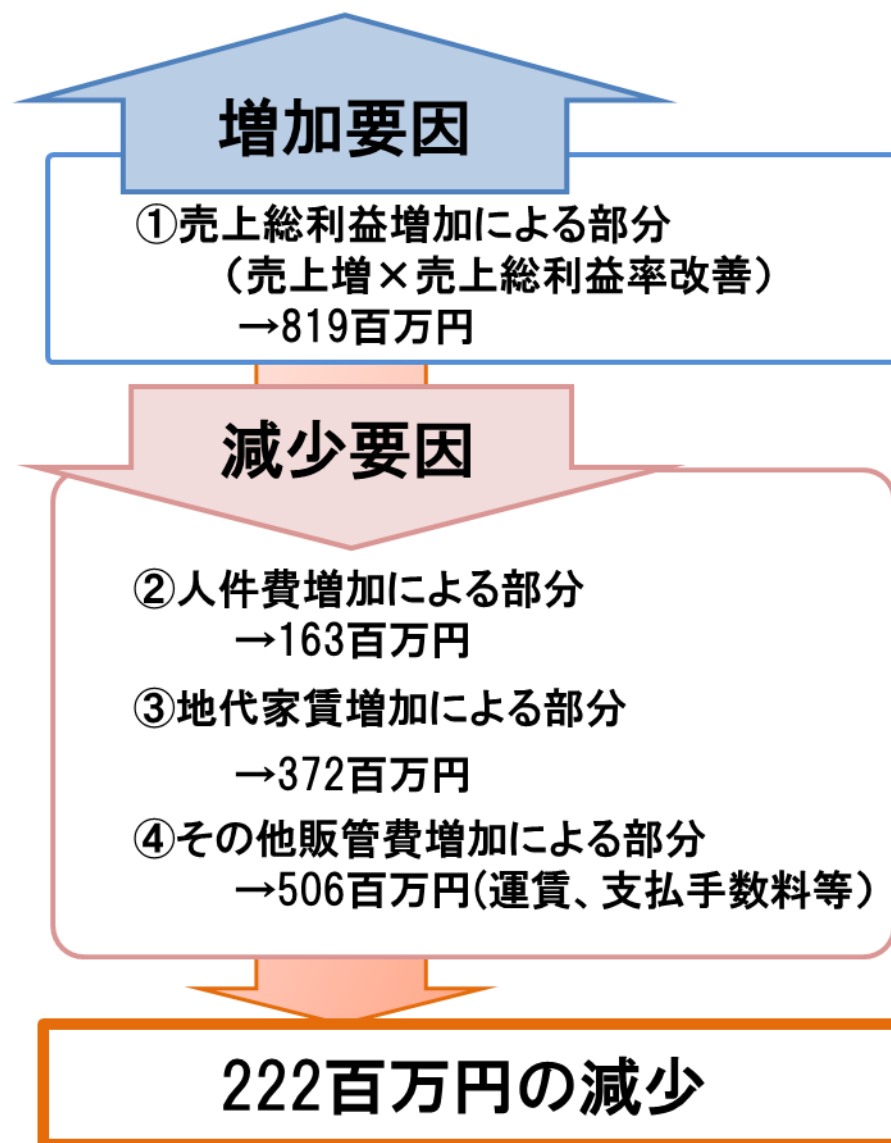 増加要因
①売上総利益増加による部分
（売上増×売上総利益率改善）
→819百万円
減少要因
②人件費増加による部分
→163百万円
③地代家賃増加による部分
→372百万円
④その他販管費増加による部分
→506百万円(運賃、支払手数料等）
222百万円の減少